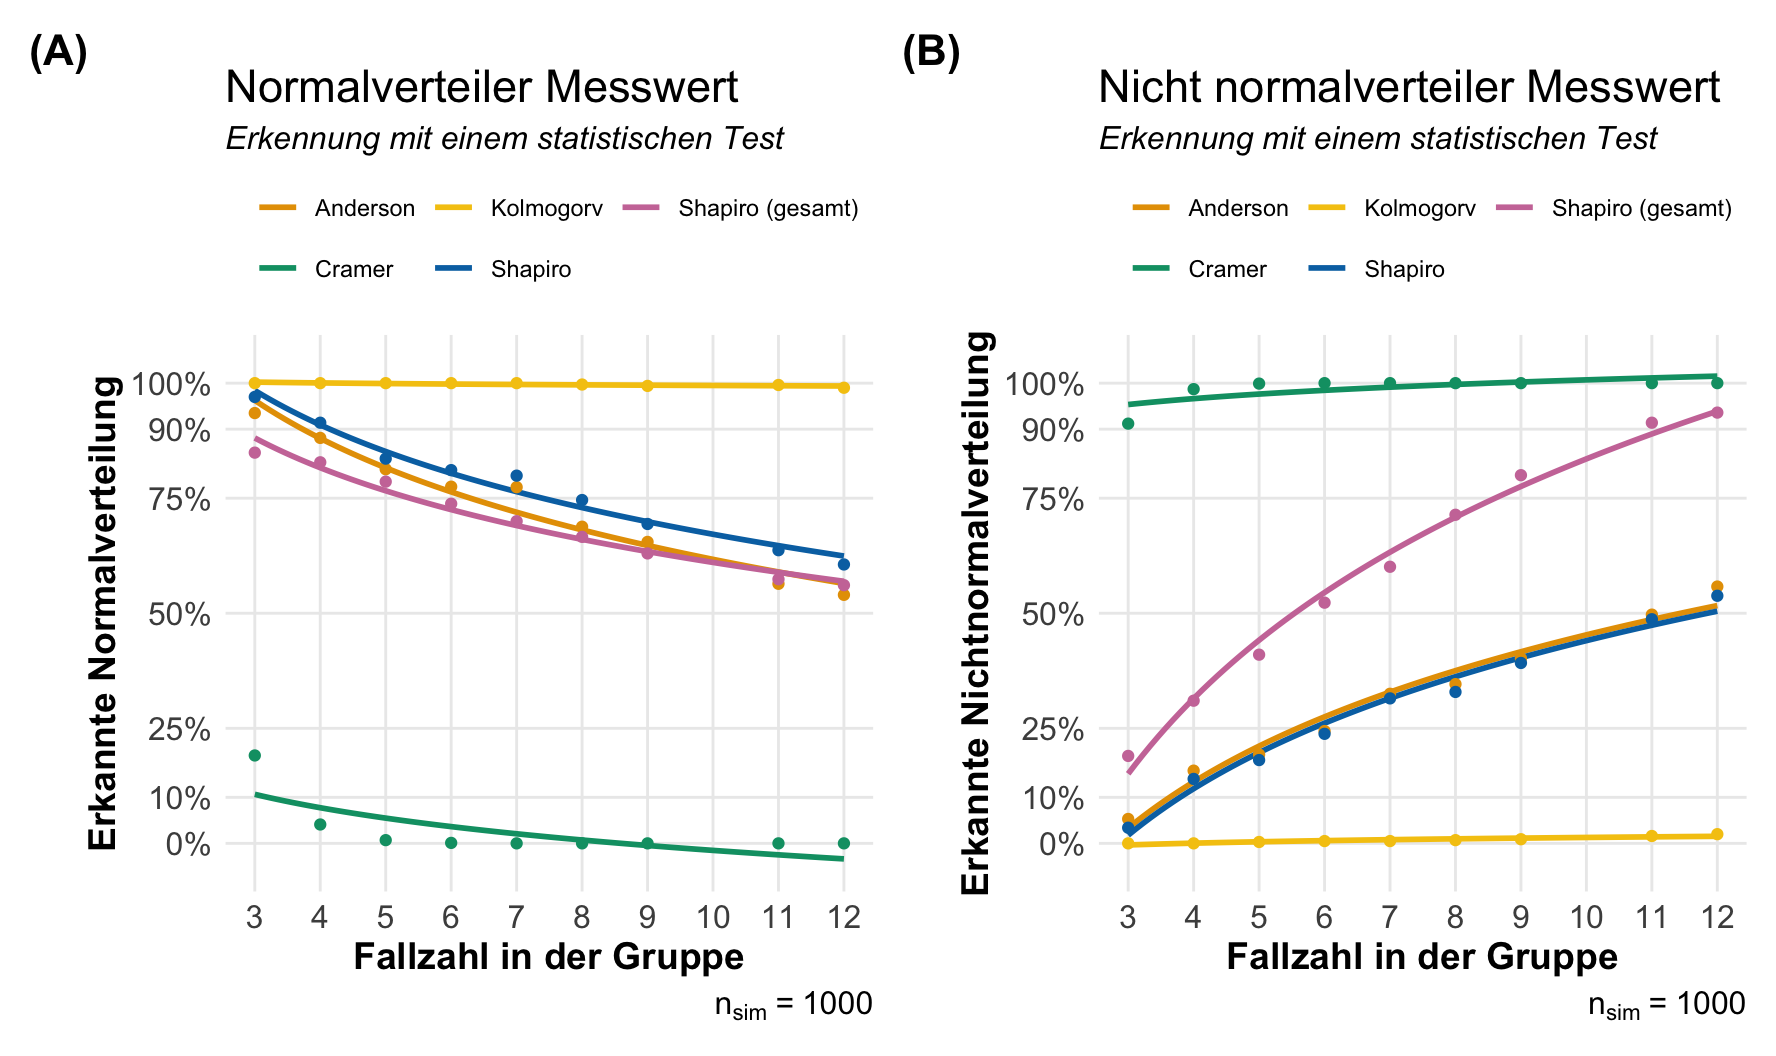 (A)
Normalverteiler Messwert
Erkennung mit einem statistischen Test
Anderson Kolmogorv Shapiro (gesamt)
Cramer Shapiro
Erkannte Normalverteilung
100%
90%
75%
50%
25%
10%
0%
3 4 5 6 7 8 9 10 11 12
Fallzahl in der Gruppe
nsim = 1000
(B)
Nicht normalverteiler Messwert
Erkennung mit einem statistischen Test
Anderson Kolmogorv Shapiro (gesamt)
Cramer Shapiro
Erkannte Nichtnormalverteilung
100%
90%
75%
50%
25%
10%
0%
3 4 5 6 7 8 9 10 11 12
Fallzahl in der Gruppe
nsim = 1000